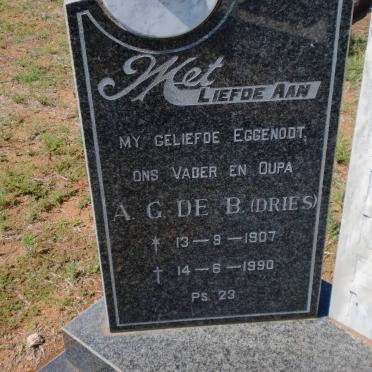 Met
LIEFDE AAN
MY GELIEFDE EGGENODT,
ONS VADER EN OUPA
A. G. DE B. (DRIES)
* 13-9-1907
† 14-6-1990
PS. 23